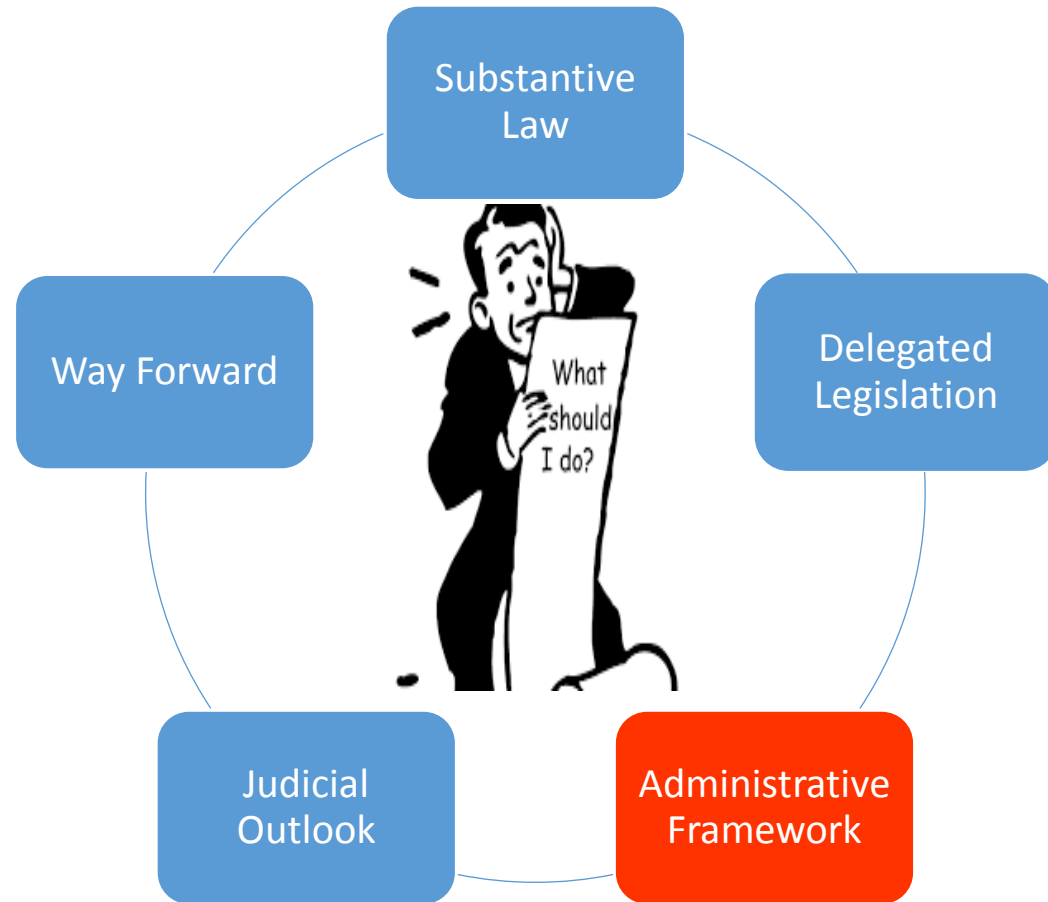 Substantive
Law
Delegated
Legislation
Administrative
Framework
Judicial
Outlook
Way Forward
What
should
I do?